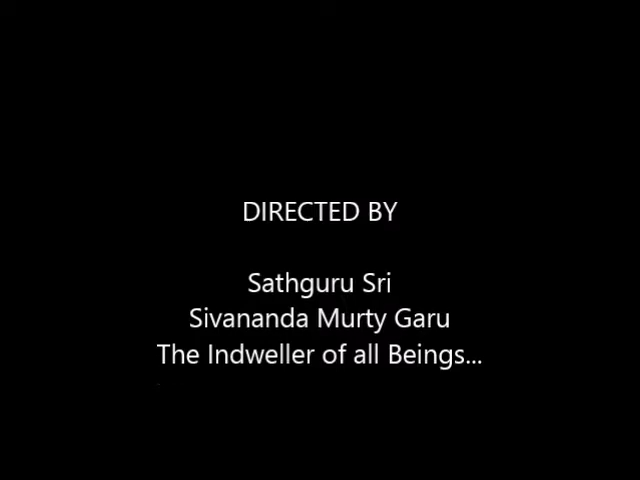 DIRECTED BY
Sathguru Sri
Sivananda Murty Garu
The Indweller of all Beings...